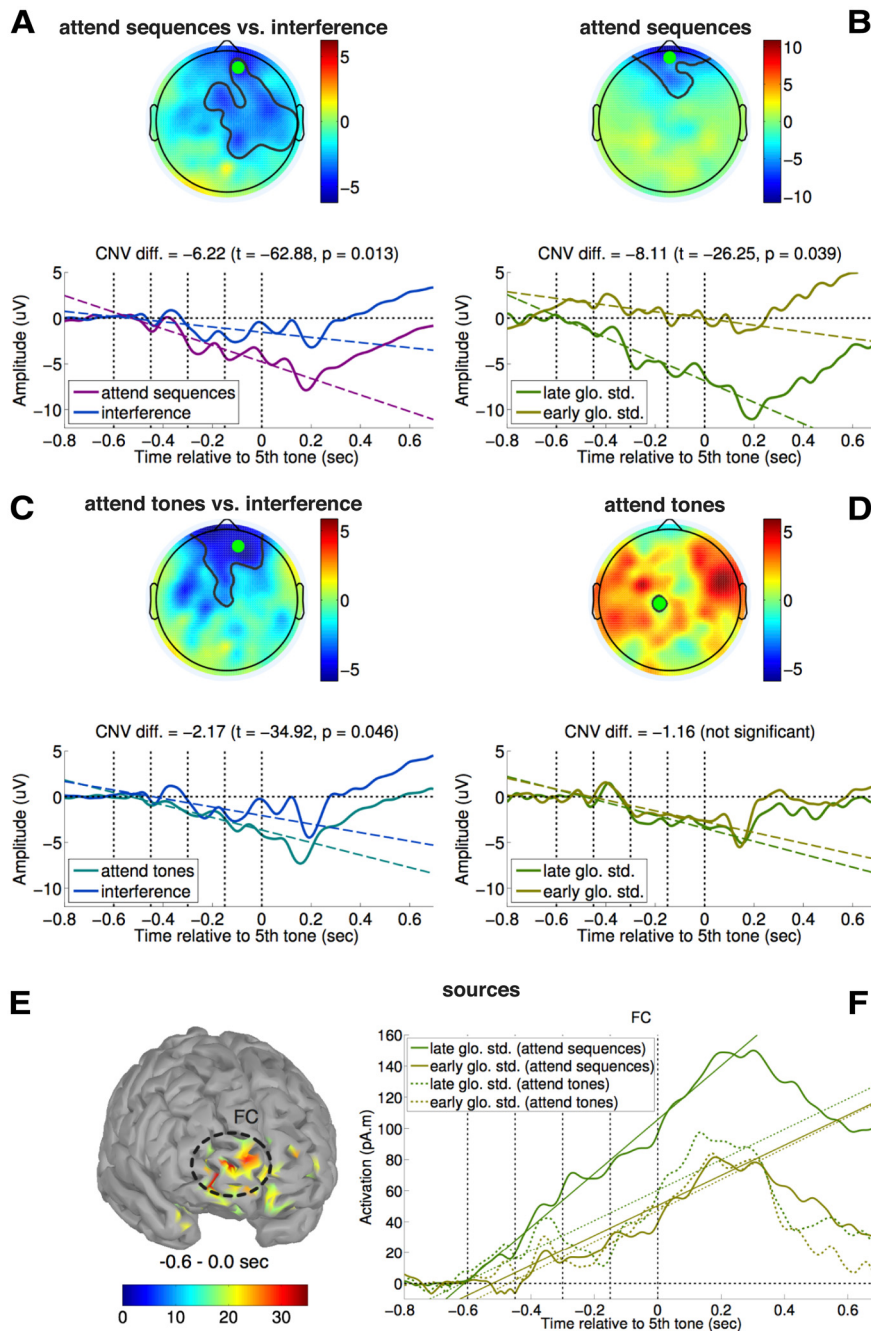 A
attend sequences vs. interference
5
0
−5
CNV diff. = −6.22 (t = −62.88, p = 0.013)
5
0
−5
−10
Amplitude (uV)
attend sequences
interference
−0.8 −0.6 −0.4 −0.2 0 0.2 0.4 0.6
Time relative to 5th tone (sec)
attend sequences
B
10
5
0
−5
−10
CNV diff. = −8.11 (t = −26.25, p = 0.039)
5
0
−5
−10
Amplitude (uV)
late glo. std.
early glo. std.
−0.8 −0.6 −0.4 −0.2 0 0.2 0.4 0.6
Time relative to 5th tone (sec)
C
attend tones vs. interference
5
0
−5
CNV diff. = −2.17 (t = −34.92, p = 0.046)
5
0
−5
−10
Amplitude (uV)
attend tones
interference
−0.8 −0.6 −0.4 −0.2 0 0.2 0.4 0.6
Time relative to 5th tone (sec)
attend tones
D
5
0
−5
CNV diff. = −1.16 (not significant)
5
0
−5
−10
Amplitude (uV)
late glo. std.
early glo. std.
−0.8 −0.6 −0.4 −0.2 0 0.2 0.4 0.6
Time relative to 5th tone (sec)
sources
E
FC
-0.6 - 0.0 sec
0 10 20 30
F
FC
160
140
120
100
80
60
40
20
0
Activation (pA.m)
late glo. std. (attend sequences)
early glo. std. (attend sequences)
late glo. std. (attend tones)
early glo. std. (attend tones)
−0.8 −0.6 −0.4 −0.2 0 0.2 0.4 0.6
Time relative to 5th tone (sec)